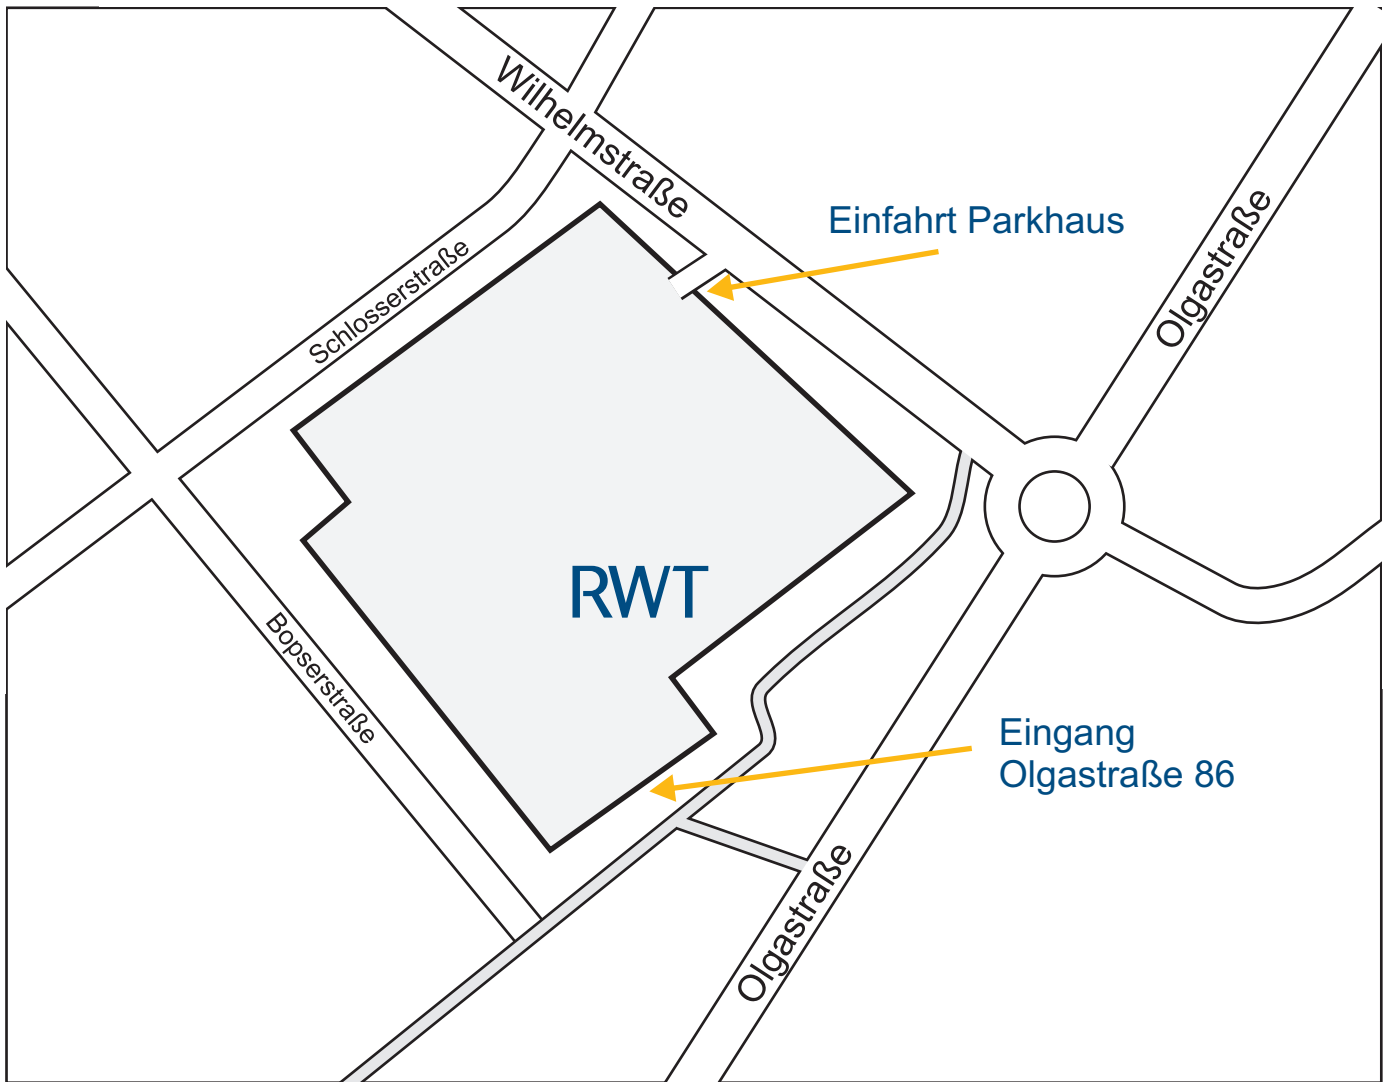 Wilhelmstraße
Einfahrt Parkhaus
Olgastraße
Schlosserstraße
RWT
Bopserstraße
Eingang
Olgastraße 86
Olgastraße